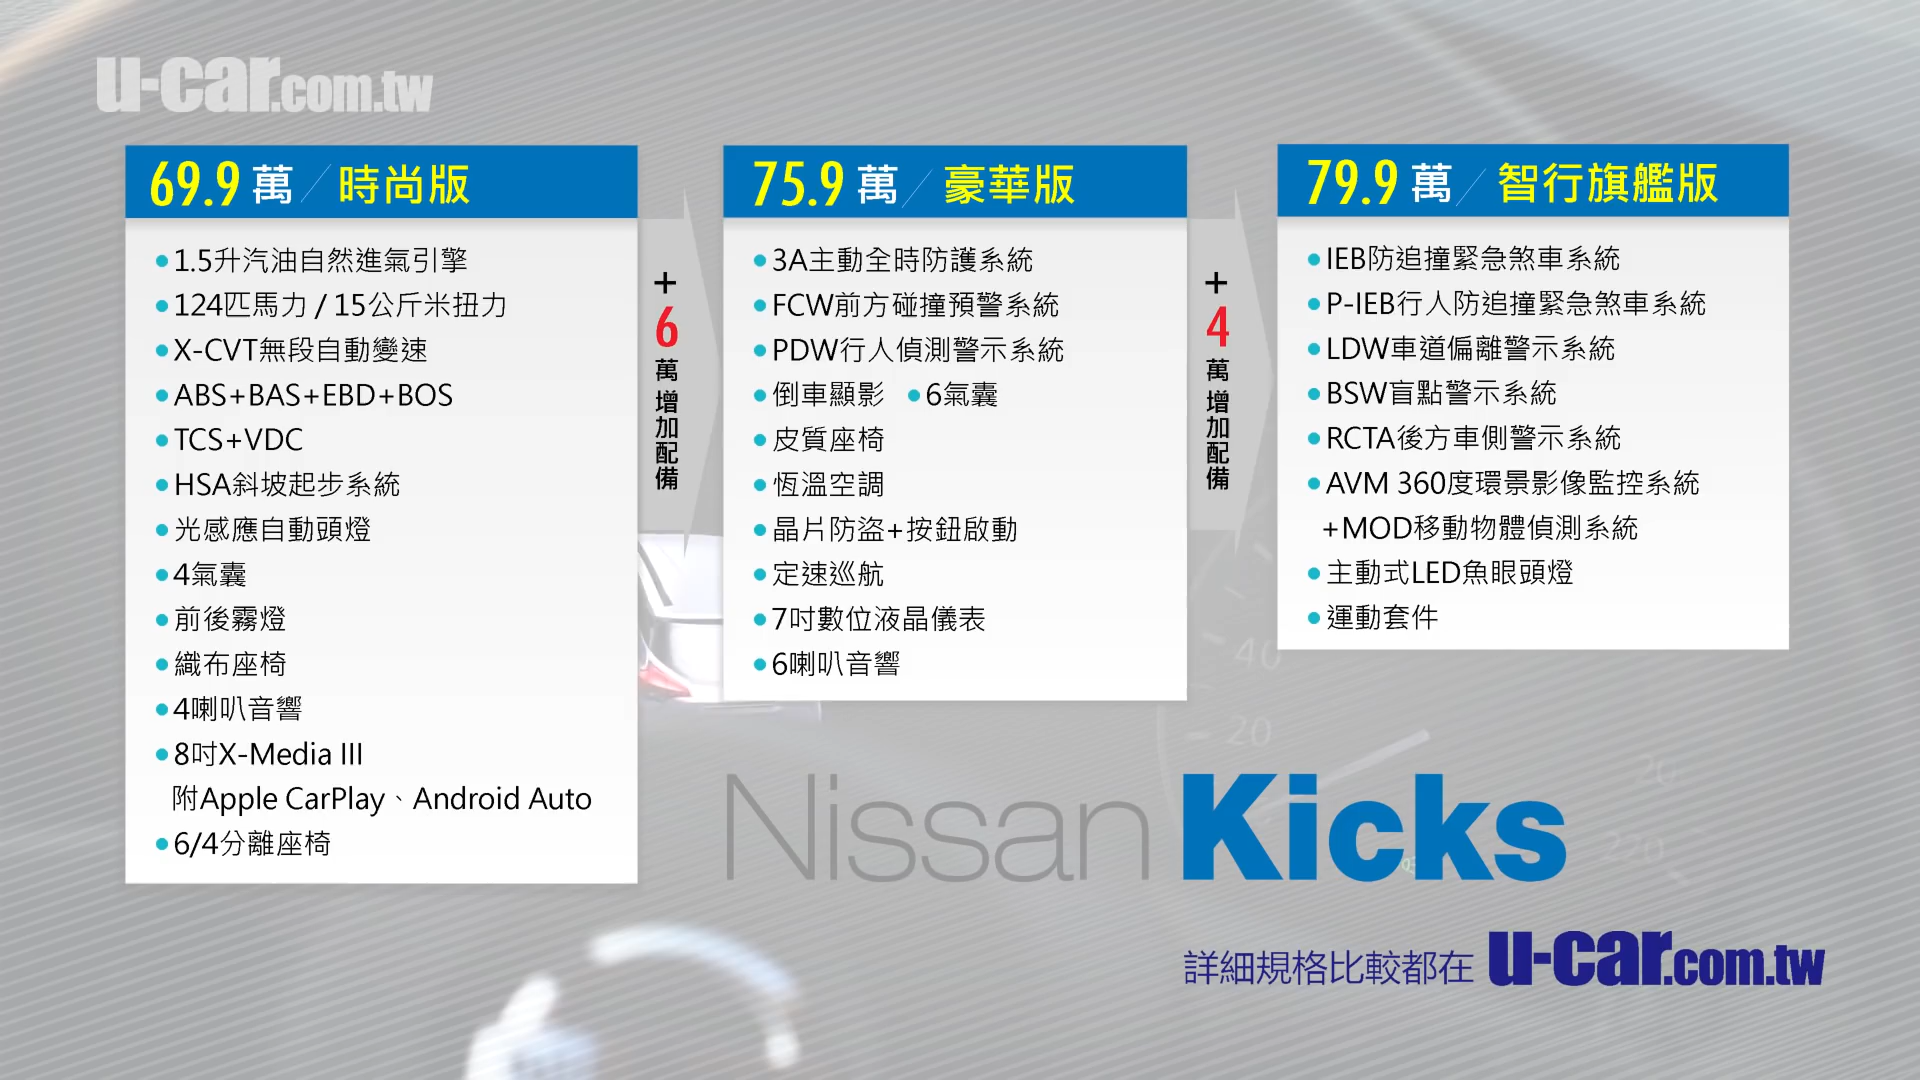 u-car.com.tw
69.9 萬 / 時尚版
•1.5升汽油自然進氣引擎
•124匹馬力 / 15公斤米扭力
•X-CVT無段自動變速
•ABS+BAS+EBD+BOS
•TCS+VDC
•HSA斜坡起步系統
•光感應自動頭燈
•4氣囊
•前後霧燈
•織布座椅
•4喇叭音響
•8吋X-Media III
附Apple CarPlay、Android Auto
•6/4分離座椅
+6萬增加配備
75.9 萬 / 豪華版
•3A主動全時防護系統
•FCW前方碰撞預警系統
•PDW行人偵測警示系統
•倒車顯影 •6氣囊
•皮質座椅
•恆溫空調
•晶片防盜+按鈕啟動
•定速巡航
•7吋數位液晶儀表
•6喇叭音響
+4萬增加配備
79.9 萬 / 智行旗艦版
•IEB防追撞緊急煞車系統
•P-IEB行人防追撞緊急煞車系統
•LDW車道偏離警示系統
•BSW盲點警示系統
•RCTA後方車側警示系統
•AVM 360度環景影像監控系統
+MOD移動物體偵測系統
•主動式LED魚眼頭燈
•運動套件
40
20
20
220
Nissan Kicks
詳細規格比較都在 u-car.com.tw